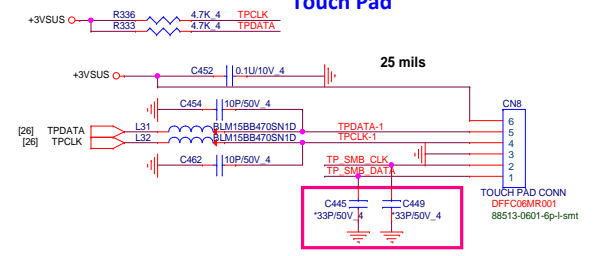 Touch Pad
+3VSUS R336 4.7K_4 TPCLK
R333 4.7K_4 TPDATA
25 mils
+3VSUS C452 0.1U/10V_4
CN8
C454 10P/50V_4
6
[26] TPDATA L31 BLM15BB470SN1D TPDATA-1 5
[26] TPCLK L32 BLM15BB470SN1D TPCLK-1 4
3
C462 10P/50V_4 TP_SMB_CLK 2
TP_SMB_DATA 1
TOUCH PAD CONN
C445 C449 DFFC06MR001
*33P/50V_4 *33P/50V_4 88513-0601-6p-l-smt